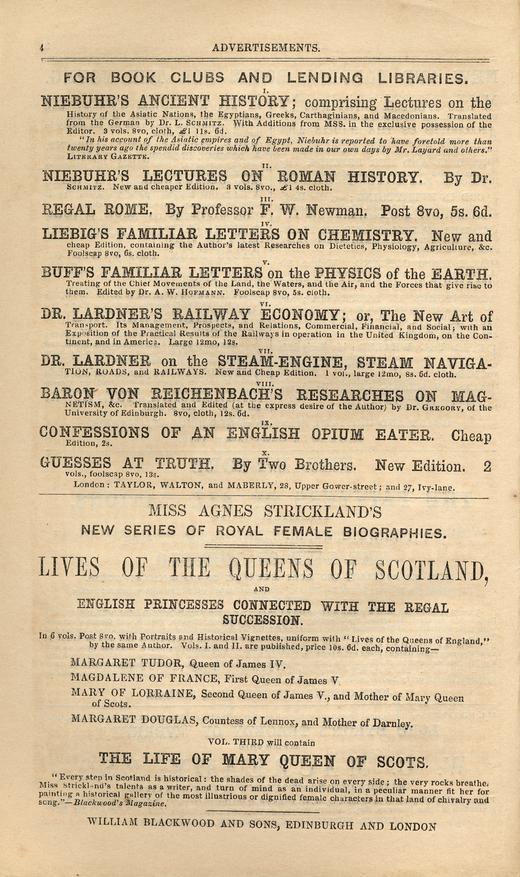 4
ADVERTISEMENTS.
FOR BOOK CLUBS AND LENDING LIBRARIES.
I.
NIEBUHR'S ANCIENT HISTORY; comprising Lectures on the
History of the Asiatic Nations, the Egyptians, Greeks, Carthaginians, and Macedonians. Translated
from the German by Dr. L. SCHMITZ. With Additions from MSS. in the exclusive possession of the
Editor. 3 vols. 8vo, cloth, £1 11s. 6d.
"In his account of the Asiatic empires and of Egypt, Niebuhr is reported to have foretold more than
twenty years ago the spendid discoveries which have been made in our own days by Mr. Layard and others."
LITERARY GAZETTE.
II.
NIEBUHR'S LECTURES ON ROMAN HISTORY. By Dr.
SCHMITZ. New and cheaper Edition. 3 vols. 8vo., £1 4s. cloth.
III.
REGAL ROME. By Professor F. W. Newman. Post 8vo, 5s. 6d.
IV.
LIEBIG'S FAMILIAR LETTERS ON CHEMISTRY. New and
cheap Edition, containing the Author's latest Researches on Dietetics, Physiology, Agriculture, &c.
Foolscap 8vo, 6s. cloth.
V.
BUFF'S FAMILIAR LETTERS on the PHYSICS of the EARTH.
Treating of the Chief Movements of the Land, the Waters, and the Air, and the Forces that give rise to
them. Edited by Dr. A. W. HOFMANN. Foolscap 8vo, 5s. cloth.
VI.
DR. LARDNER'S RAILWAY ECONOMY; or, The New Art of
Transport. Its Management, Prospects, and Relations, Commercial, Financial, and Social; with an
Exposition of the Practical Results of the Railways in operation in the United Kingdom, on the Con-
tinent, and in America. Large 12mo, 12s.
VII.
DR. LARDNER on the STEAM-ENGINE, STEAM NAVIGA-
TION, ROADS, and RAILWAYS. New and Cheap Edition. 1 vol., large 12mo, 8s. 6d. cloth.
VIII.
BARON VON REICHENBACH'S RESEARCHES ON MAG-
NETISM, &c. Translated and Edited (at the express desire of the Author) by Dr. GREGORY, of the
University of Edinburgh. 8vo, cloth, 12s. 6d.
IX.
CONFESSIONS OF AN ENGLISH OPIUM EATER. Cheap
Edition, 2s.
X.
GUESSES AT TRUTH. By Two Brothers. New Edition. 2
vols., foolscap 8vo, 13s.
London: TAYLOR, WALTON, and MABERLY, 28, Upper Gower-street; and 27, Ivy-lane.
MISS AGNES STRICKLAND'S
NEW SERIES OF ROYAL FEMALE BIOGRAPHIES.
LIVES OF THE QUEENS OF SCOTLAND,
AND
ENGLISH PRINCESSES CONNECTED WITH THE REGAL
SUCCESSION.
In 6 vols. Post 8vo. with Portraits and Historical Vignettes, uniform with "Lives of the Queens of England,"
by the same Author. Vols. I. and II. are published, price 10s. 6d. each, containing—
MARGARET TUDOR, Queen of James IV.
MAGDALENE OF FRANCE, First Queen of James V
MARY OF LORRAINE, Second Queen of James V., and Mother of Mary Queen
of Scots.
MARGARET DOUGLAS, Countess of Lennox, and Mother of Darnley.
VOL. THIRD will contain
THE LIFE OF MARY QUEEN OF SCOTS.
"Every step in Scotland is historical: the shades of the dead arise on every side; the very rocks breathe.
Miss Strickland's talents as a writer, and turn of mind as an individual, in a peculiar manner fit her for
painting a historical gallery of the most illustrious or dignified female characters in that land of chivalry and
song."—Blackwood's Magazine.
WILLIAM BLACKWOOD AND SONS, EDINBURGH AND LONDON